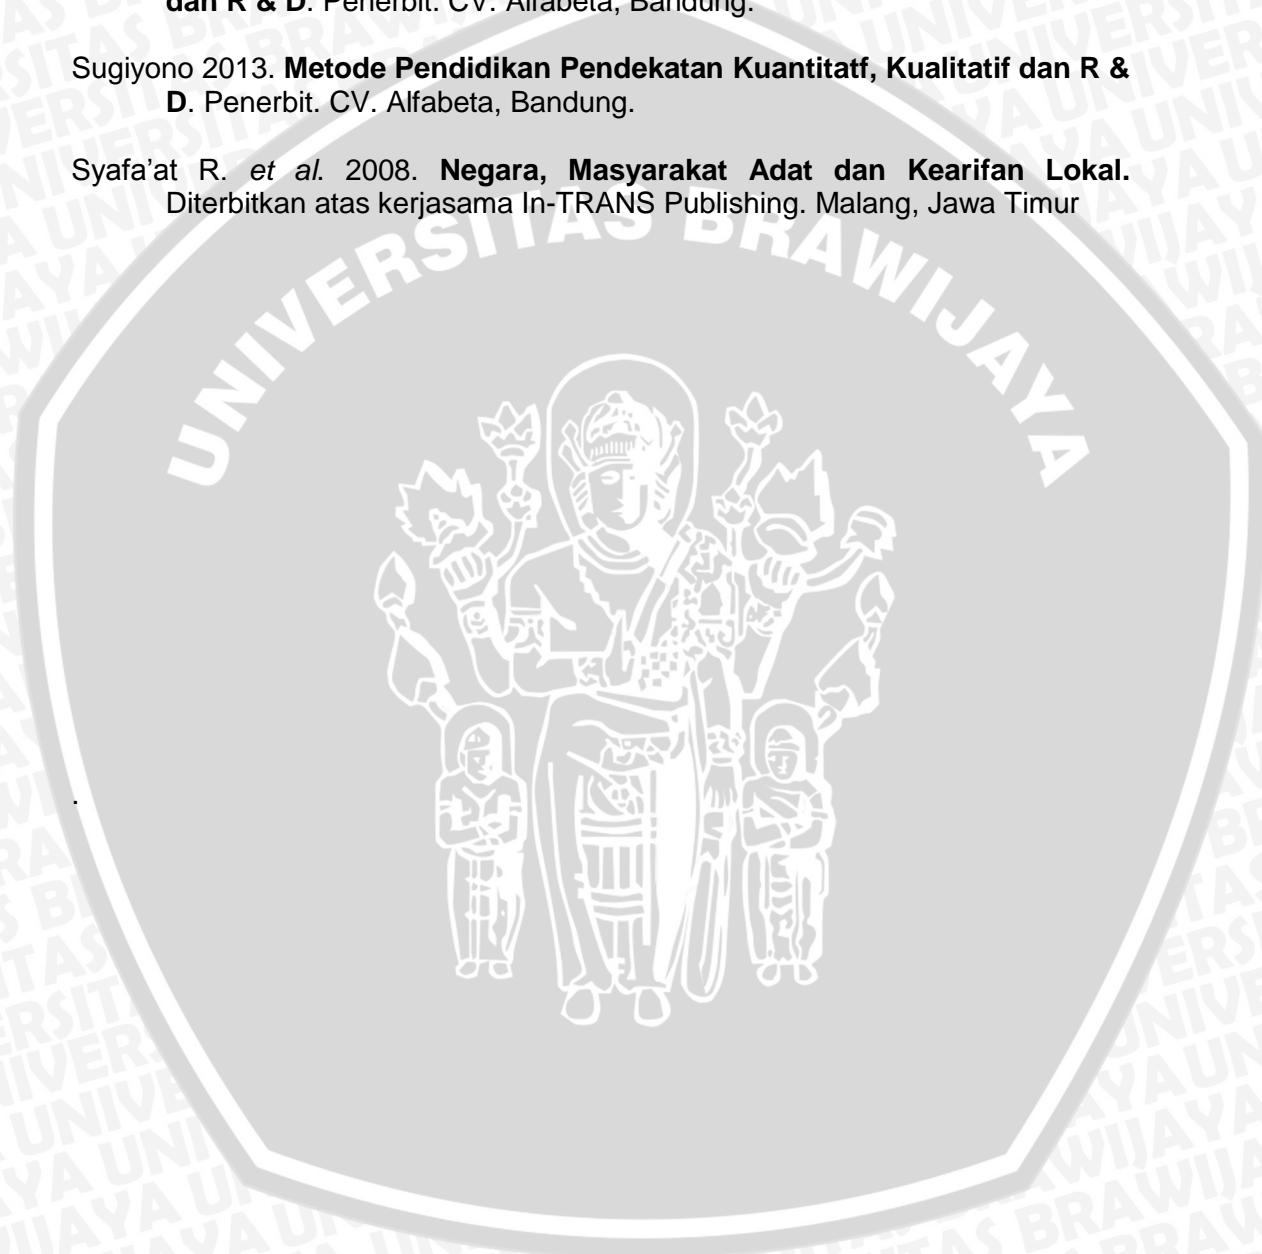 dan R & D. Penerbit. CV. Alfabeta, Bandung.
Sugiyono 2013. Metode Pendidikan Pendekatan Kuantitatf, Kualitatif dan R &
D. Penerbit. CV. Alfabeta, Bandung.
Syafa'at R. et al. 2008. Negara, Masyarakat Adat dan Kearifan Lokal.
Diterbitkan atas kerjasama In-TRANS Publishing. Malang, Jawa Timur
UNIVERSITAS BRAWIJAYA
.